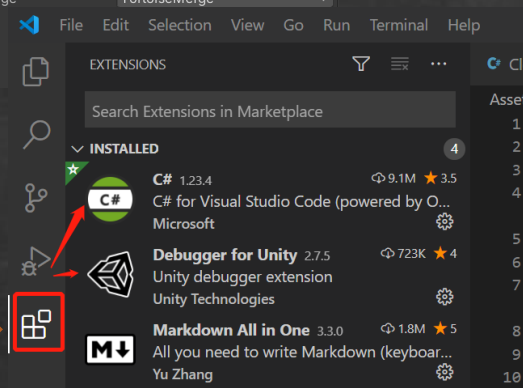 TortoiseMerge
File Edit Selection View Go Run Terminal Help
EXTENSIONS
C#
Search Extensions in Marketplace
Asset
INSTALLED 4
C# 1.23.4 9.1M 3.5
C# for Visual Studio Code (powered by O...
Microsoft
C#
Debugger for Unity 2.7.5 723K 4
Unity debugger extension
Unity Technologies
Markdown All in One 3.3.0 1.8M 5
All you need to write Markdown (keyboar...
Yu Zhang
M
1
2
3
4
5
6
7
8
9
10